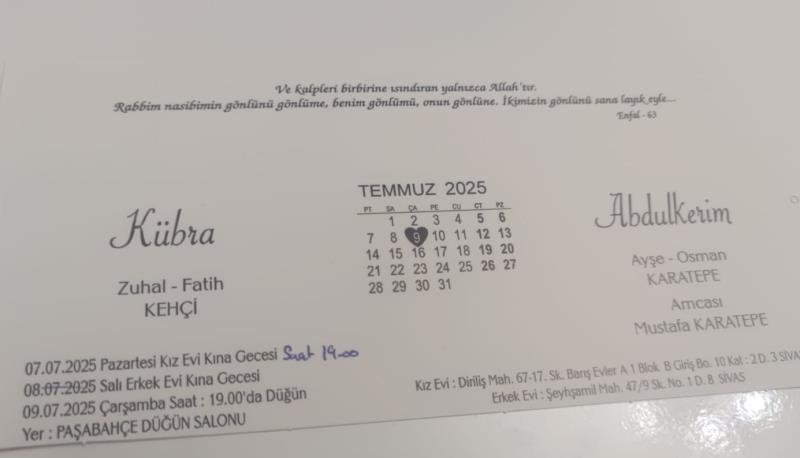 Ve kalpleri birbirine ısındıran yalnızca Allah'tır.
Rabbim nasibimin gönlünü gönlüme, benim gönlümü, onun gönlüne. İkimizin gönlünü sana layık eyle...
Enfal - 63
Kübra
Zuhal - Fatih
KEHÇİ
TEMMUZ 2025
PT SA ÇA PE CU CT PZ
1 2 3 4 5 6
7 8 9 10 11 12 13
14 15 16 17 18 19 20
21 22 23 24 25 26 27
28 29 30 31
Abdulkerim
Ayşe - Osman
KARATEPE
Amcası
Mustafa KARATEPE
07.07.2025 Pazartesi Kız Evi Kına Gecesi Saat 19.00
08.07.2025 Salı Erkek Evi Kına Gecesi
09.07.2025 Çarşamba Saat : 19.00'da Düğün
Yer : PAŞABAHÇE DÜĞÜN SALONU
Kız Evi : Diriliş Mah. 67-17. Sk. Barış Evler A 1 Blok B Giriş Bo. 10 Kat : 2 D. 3 SİVAS
Erkek Evi : Şeyhşamil Mah. 47/9 Sk. No. 1 D. 8 SİVAS